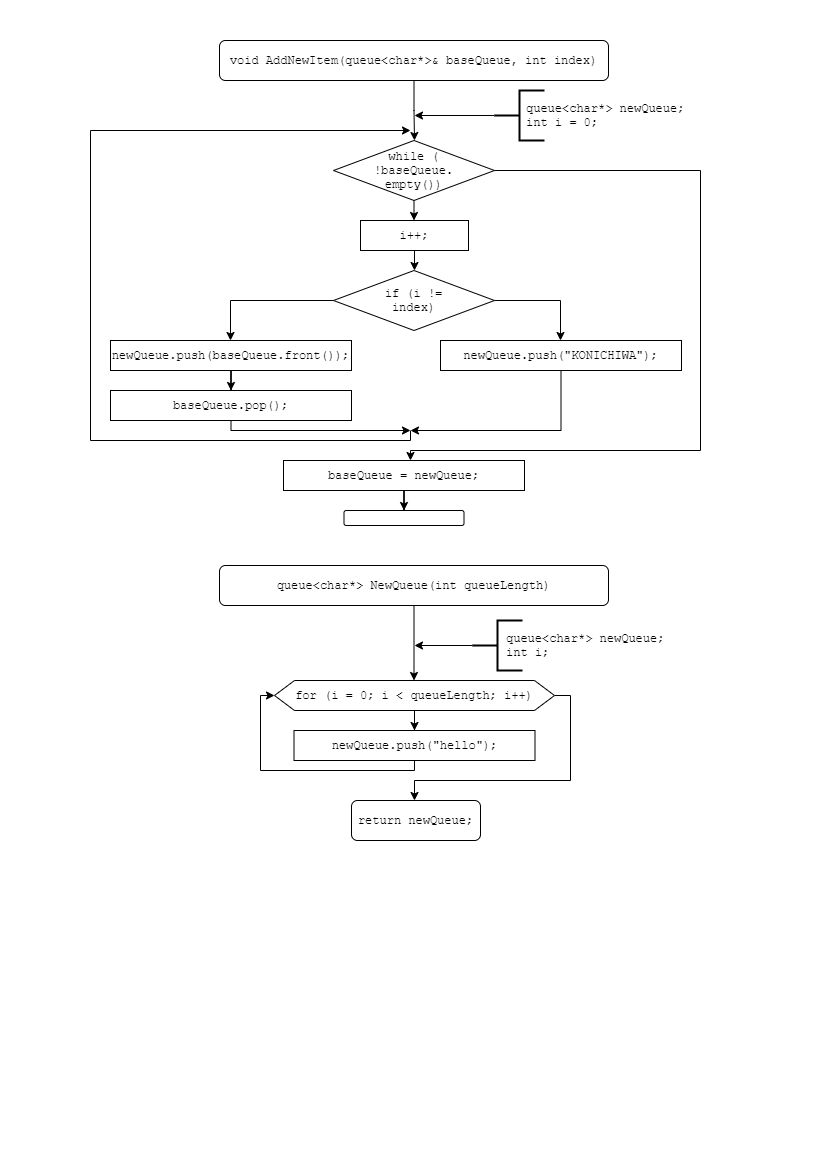 void AddNewItem(queue<char*>& baseQueue, int index)
queue<char*> newQueue;
int i = 0;
while (
!baseQueue.
empty())
i++;
if (i !=
index)
newQueue.push(baseQueue.front());
newQueue.push("KONICHIWA");
baseQueue.pop();
baseQueue = newQueue;
queue<char*> NewQueue(int queueLength)
queue<char*> newQueue;
int i;
for (i = 0; i < queueLength; i++)
newQueue.push("hello");
return newQueue;